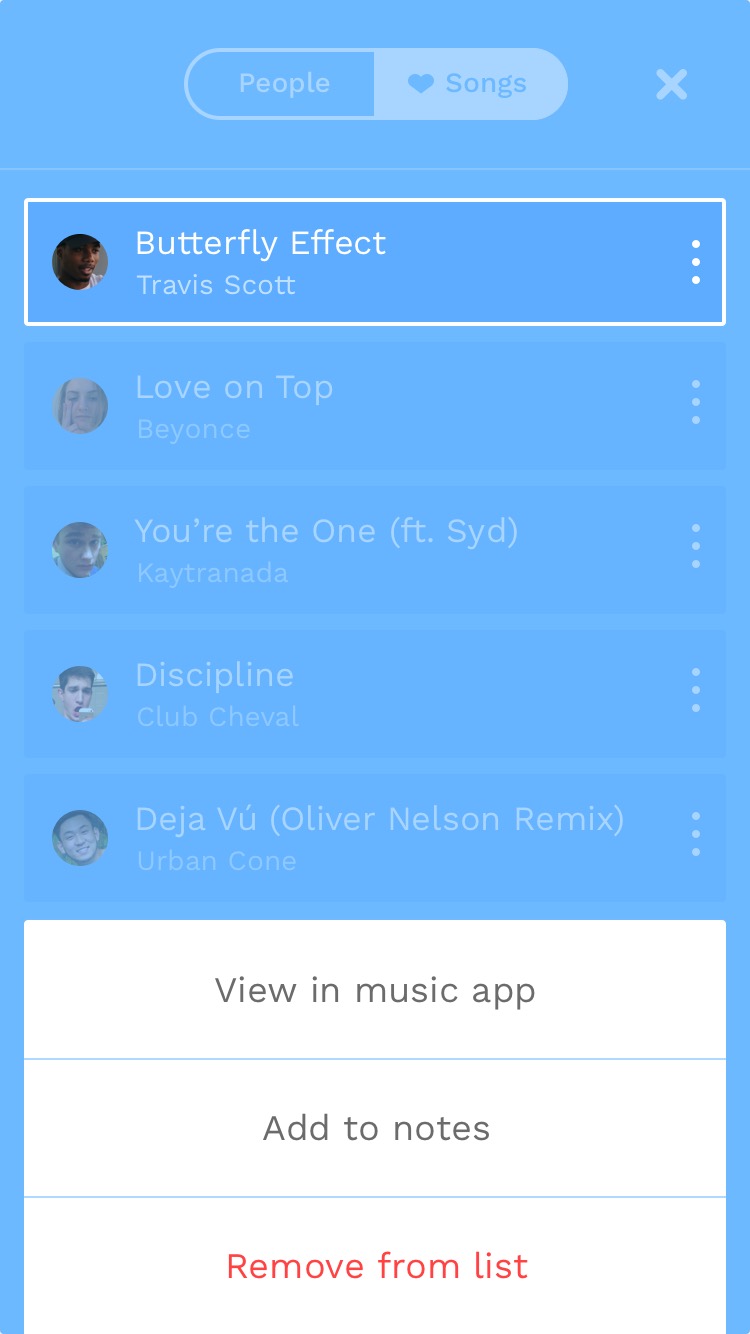 People
Songs
Butterfly Effect
Travis Scott
Love on Top
Beyonce
You’re the One (ft. Syd)
Kaytranada
Discipline
Club Cheval
Deja Vú (Oliver Nelson Remix)
Urban Cone
View in music app
Add to notes
Remove from list